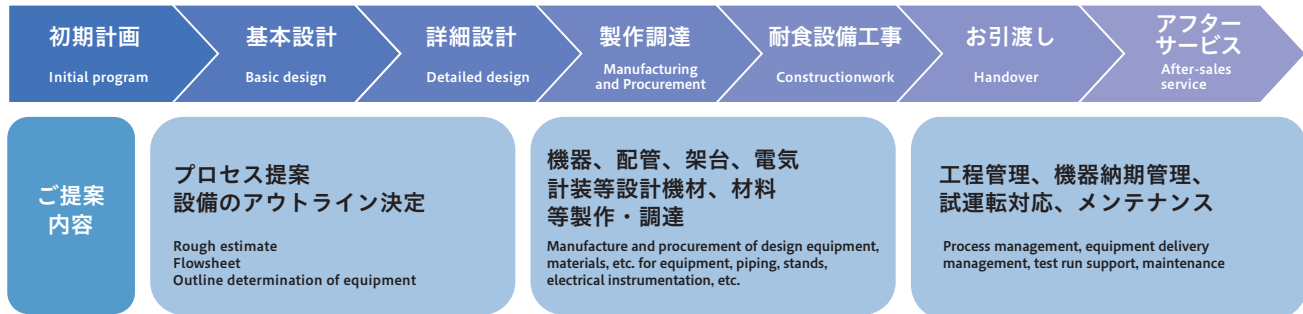 初期計画
Initial program
基本設計
Basic design
詳細設計
Detailed design
製作調達
Manufacturing
and Procurement
耐食設備工事
Constructionwork
お引渡し
Handover
アフター
サービス
After-sales
service
ご提案
内容
プロセス提案
設備のアウトライン決定
Rough estimate
Flowsheet
Outline determination of equipment
機器、配管、架台、電気
計装等設計機材、材料
等製作・調達
Manufacture and procurement of design equipment,
materials, etc. for equipment, piping, stands,
electrical instrumentation, etc.
工程管理、機器納期管理、
試運転対応、メンテナンス
Process management, equipment delivery
management, test run support, maintenance